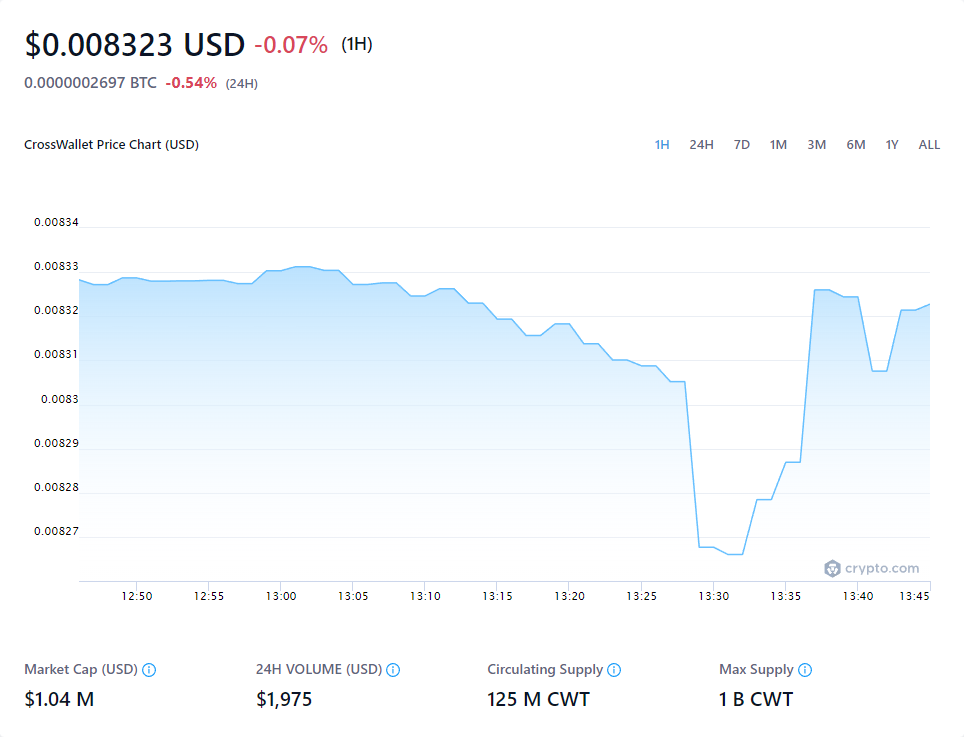 $0.008323 USD -0.07% (1H)
0.0000002697 BTC -0.54% (24H)
CrossWallet Price Chart (USD)
1H 24H 7D 1M 3M 6M 1Y ALL
0.00834
0.00833
0.00832
0.00831
0.0083
0.00829
0.00828
0.00827
crypto.com
12:50 12:55 13:00 13:05 13:10 13:15 13:20 13:25 13:30 13:35 13:40 13:45
Market Cap (USD) 24H VOLUME (USD) Circulating Supply Max Supply
$1.04 M $1,975 125 M CWT 1 B CWT